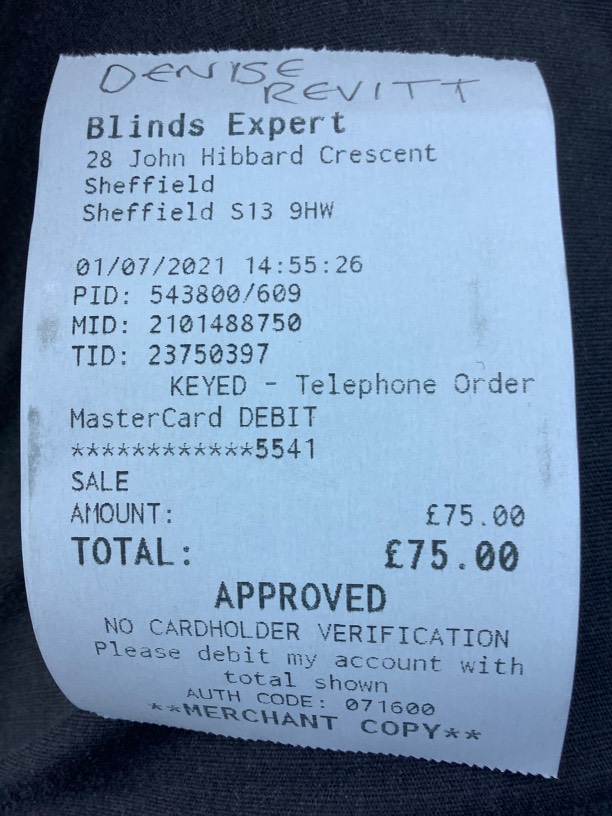 DENISE
REVITT
Blinds Expert
28 John Hibbard Crescent
Sheffield
Sheffield S13 9HW
01/07/2021 14:55:26
PID: 543800/609
MID: 2101488750
TID: 23750397
KEYED - Telephone Order
MasterCard DEBIT
************5541
SALE
AMOUNT: £75.00
TOTAL: £75.00
APPROVED
NO CARDHOLDER VERIFICATION
Please debit my account with
total shown
AUTH CODE: 071600
**MERCHANT COPY**